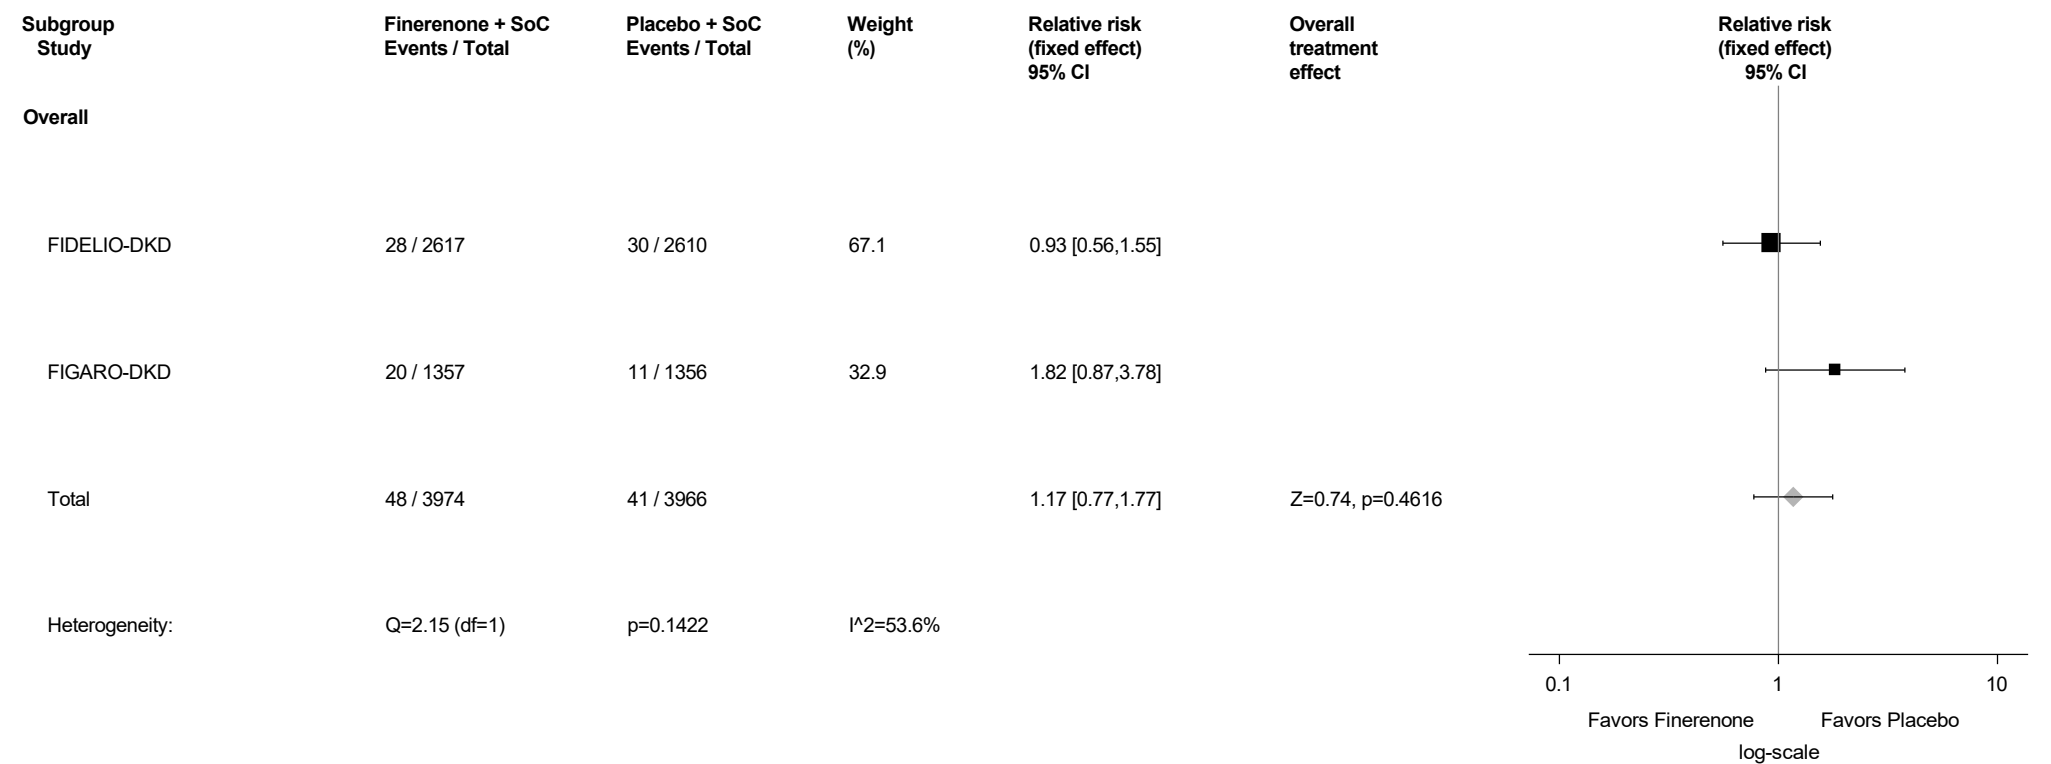 Subgroup Finerenone + SoC Placebo + SoC Weight Relative risk Overall Relative risk
Study Events / Total Events / Total (%) (fixed effect) treatment (fixed effect)
95% CI effect 95% CI
Overall
FIDELIO-DKD 28 / 2617 30 / 2610 67.1 0.93 [0.56,1.55]
FIGARO-DKD 20 / 1357 11 / 1356 32.9 1.82 [0.87,3.78]
Total 48 / 3974 41 / 3966 1.17 [0.77,1.77] Z=0.74, p=0.4616
Heterogeneity: Q=2.15 (df=1) p=0.1422 I^2=53.6%
0.1 1 10
Favors Finerenone Favors Placebo
log-scale